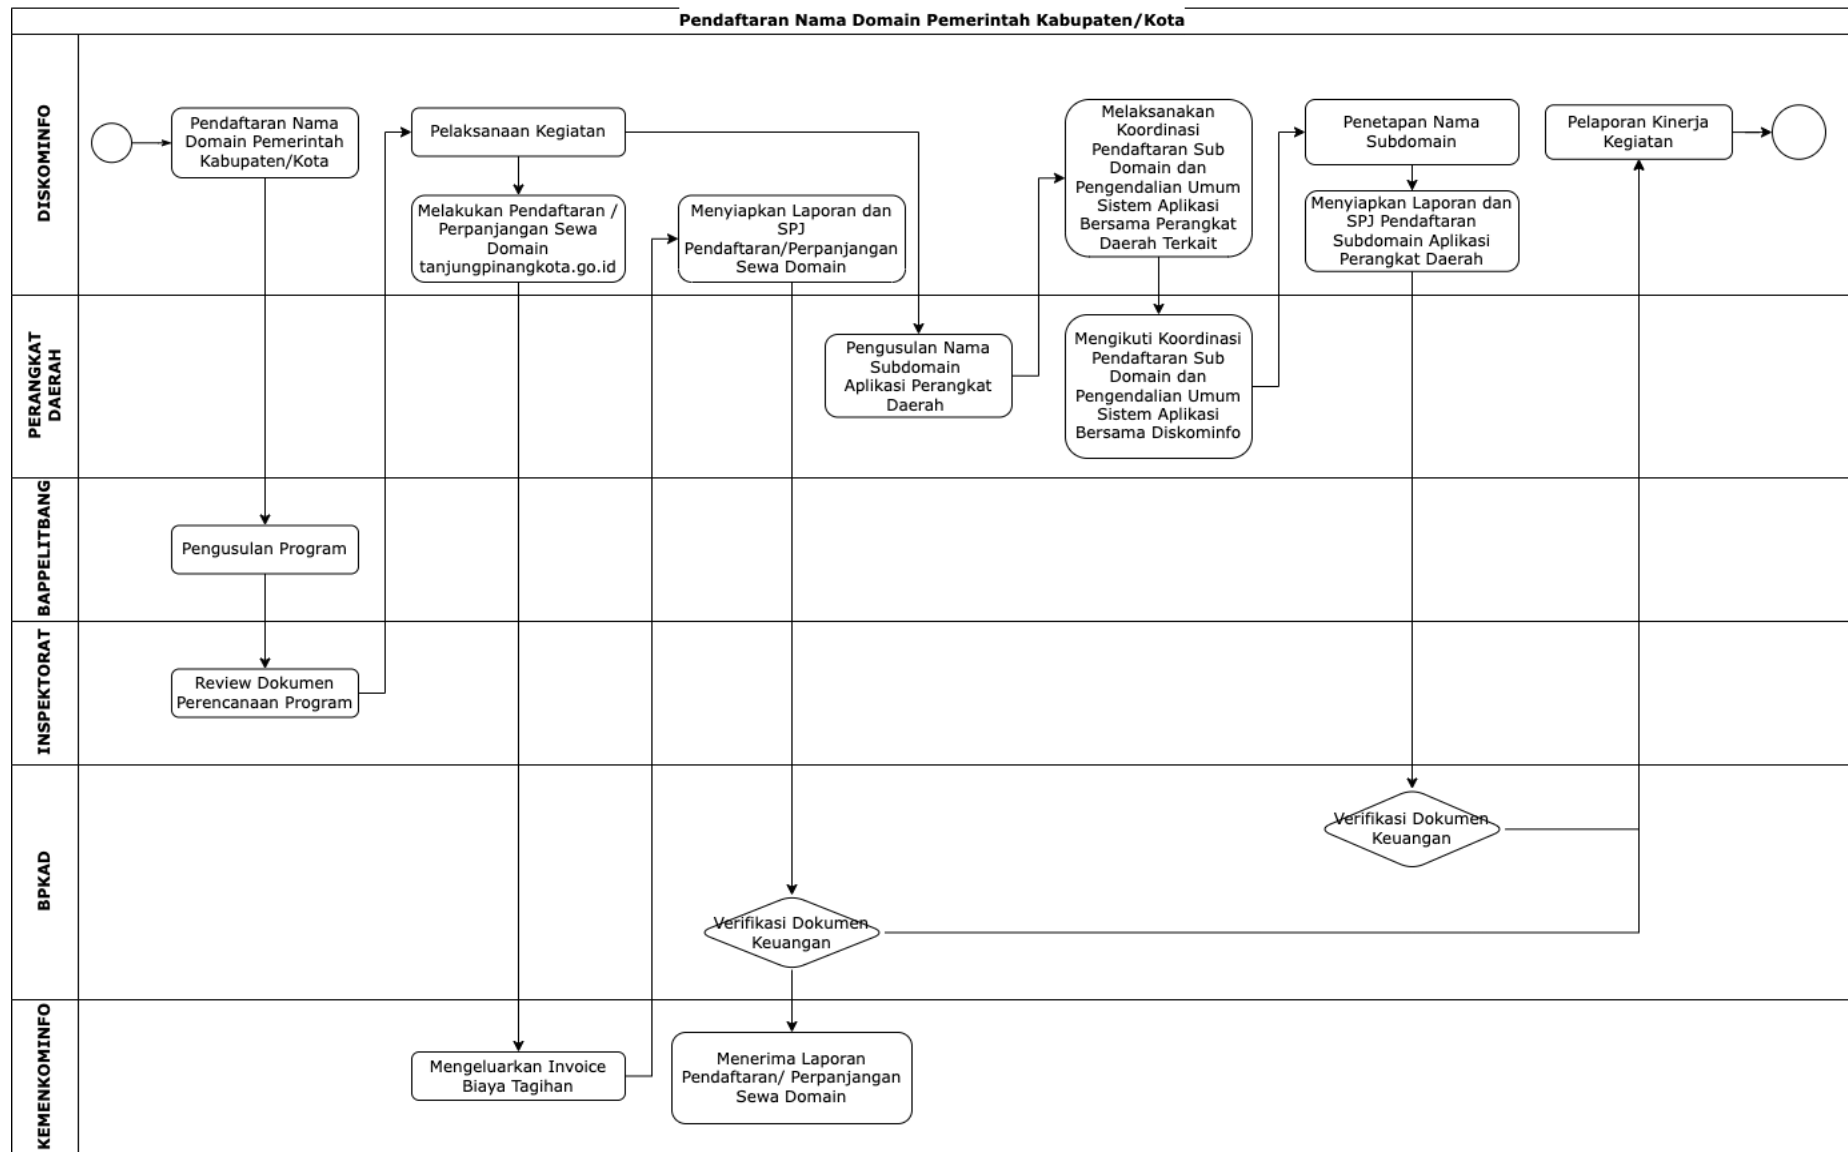 Pendaftaran Nama Domain Pemerintah Kabupaten/Kota
DISKOMINFO
Pendaftaran Nama
Domain Pemerintah
Kabupaten/Kota
Pelaksanaan Kegiatan
Melakukan Pendaftaran /
Perpanjangan Sewa
Domain
tanjungpinangkota.go.id
Menyiapkan Laporan dan
SPJ
Pendaftaran/Perpanjangan
Sewa Domain
Melaksanakan
Koordinasi
Pendaftaran Sub
Domain dan
Pengendalian Umum
Sistem Aplikasi
Bersama Perangkat
Daerah Terkait
Penetapan Nama
Subdomain
Menyiapkan Laporan dan
SPJ Pendaftaran
Subdomain Aplikasi
Perangkat Daerah
Pelaporan Kinerja
Kegiatan
PERANGKAT
DAERAH
Pengusulan Nama
Subdomain
Aplikasi Perangkat
Daerah
Mengikuti Koordinasi
Pendaftaran Sub
Domain dan
Pengendalian Umum
Sistem Aplikasi
Bersama Diskominfo
BAPPELITBANG
Pengusulan Program
INSPEKTORAT
Review Dokumen
Perencanaan Program
BPKAD
Verifikasi Dokumen
Keuangan
Verifikasi Dokumen
Keuangan
KEMENKOMINFO
Mengeluarkan Invoice
Biaya Tagihan
Menerima Laporan
Pendaftaran/ Perpanjangan
Sewa Domain